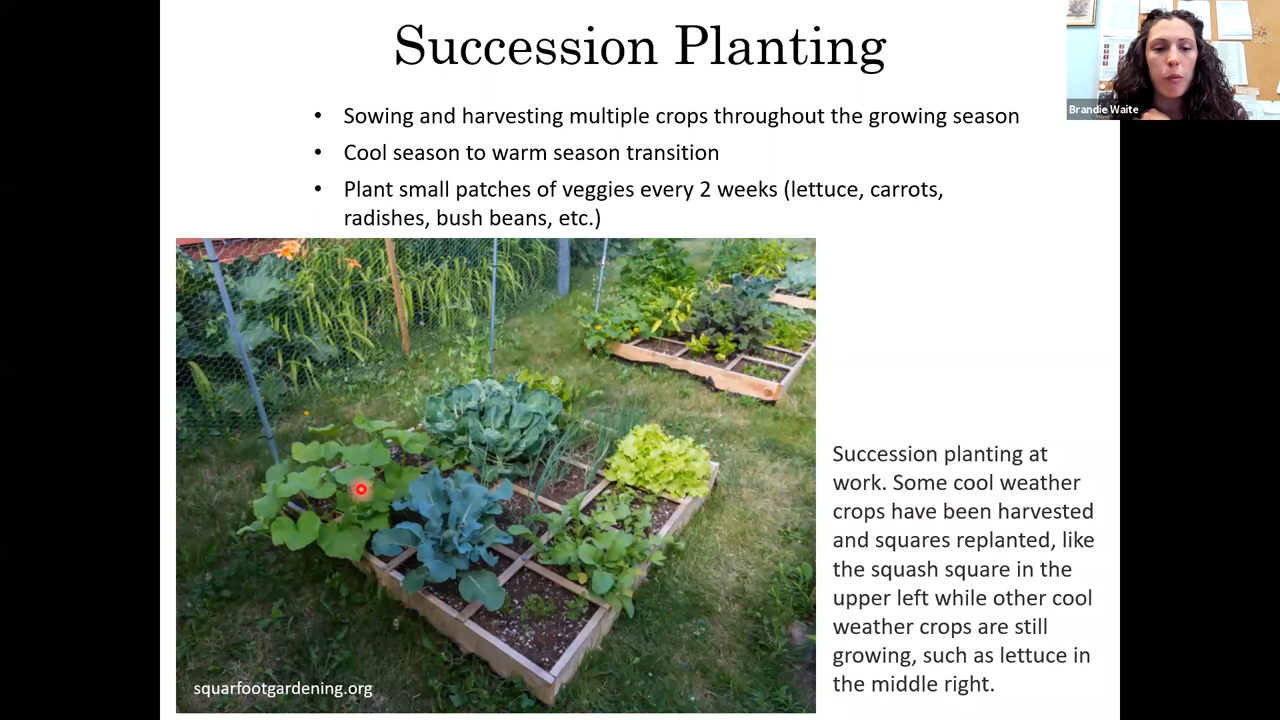 Succession Planting
Brandie Waite
• Sowing and harvesting multiple crops throughout the growing season
• Cool season to warm season transition
• Plant small patches of veggies every 2 weeks (lettuce, carrots,
radishes, bush beans, etc.)
Succession planting at
work. Some cool weather
crops have been harvested
and squares replanted, like
the squash square in the
upper left while other cool
weather crops are still
growing, such as lettuce in
the middle right.
squarfootgardening.org